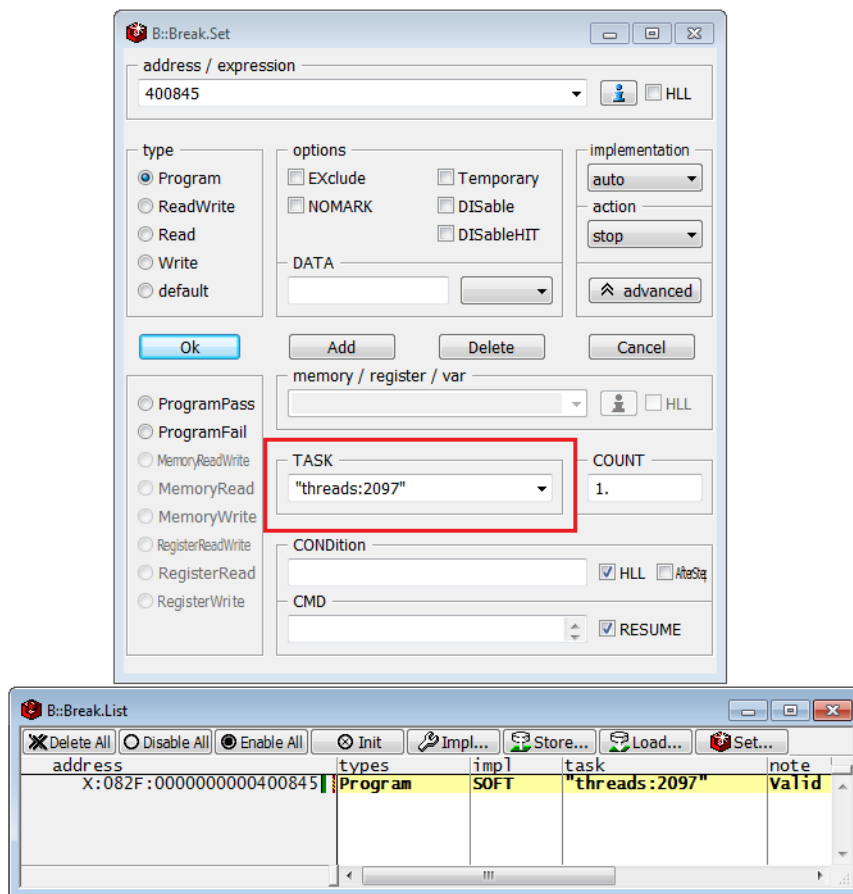 B::Break.Set
address / expression
400845
HLL
type
options
implementation
Program
EXclude
Temporary
auto
ReadWrite
NOMARK
DISable
action
Read
DISableHIT
stop
Write
DATA
default
advanced
Ok
Add
Delete
Cancel
memory / register / var
ProgramPass
HLL
ProgramFail
MemoryReadWrite
TASK
COUNT
MemoryRead
"threads:2097"
1.
MemoryWrite
RegisterReadWrite
CONDition
RegisterRead
HLL
AfterStep
RegisterWrite
CMD
RESUME
B::Break.List
Delete All
Disable All
Enable All
Init
Impl...
Store...
Load...
Set...
address types impl task note
X:082F:0000000000400845 Program SOFT "threads:2097" Valid